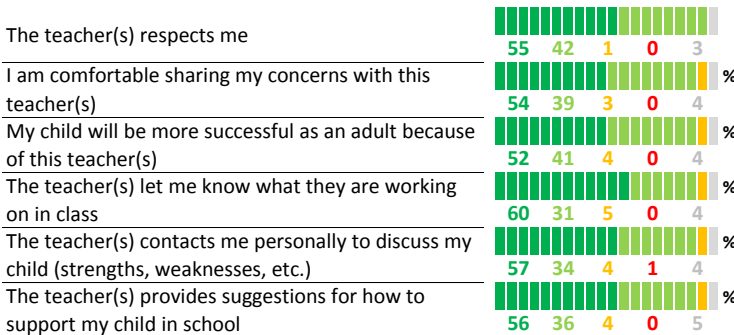 The teacher(s) respects me
55 42 1 0 3
I am comfortable sharing my concerns with this %
teacher(s)
54 39 3 0 4
My child will be more successful as an adult because %
of this teacher(s)
52 41 4 0 4
The teacher(s) let me know what they are working %
on in class
60 31 5 0 4
The teacher(s) contacts me personally to discuss my %
child (strengths, weaknesses, etc.)
57 34 4 1 4
The teacher(s) provides suggestions for how to %
support my child in school
56 36 4 0 5